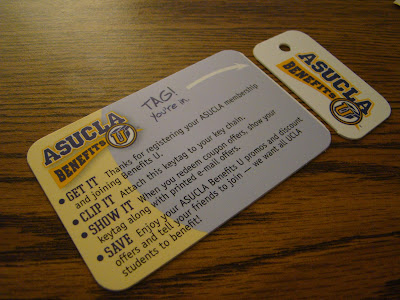 TAG!
you're in.
ASUCLA
BENEFITS
U
• GET IT Thanks for registering your ASUCLA membership
and joining Benefits U.
• CLIP IT Attach this keytag to your key chain.
• SHOW IT When you redeem coupon offers, show your
keytag along with printed e-mail offers.
• SAVE Enjoy your ASUCLA Benefits U promos and discount
offers and tell your friends to join — we want all UCLA
students to benefit!
ASUCLA
BENEFITS
U